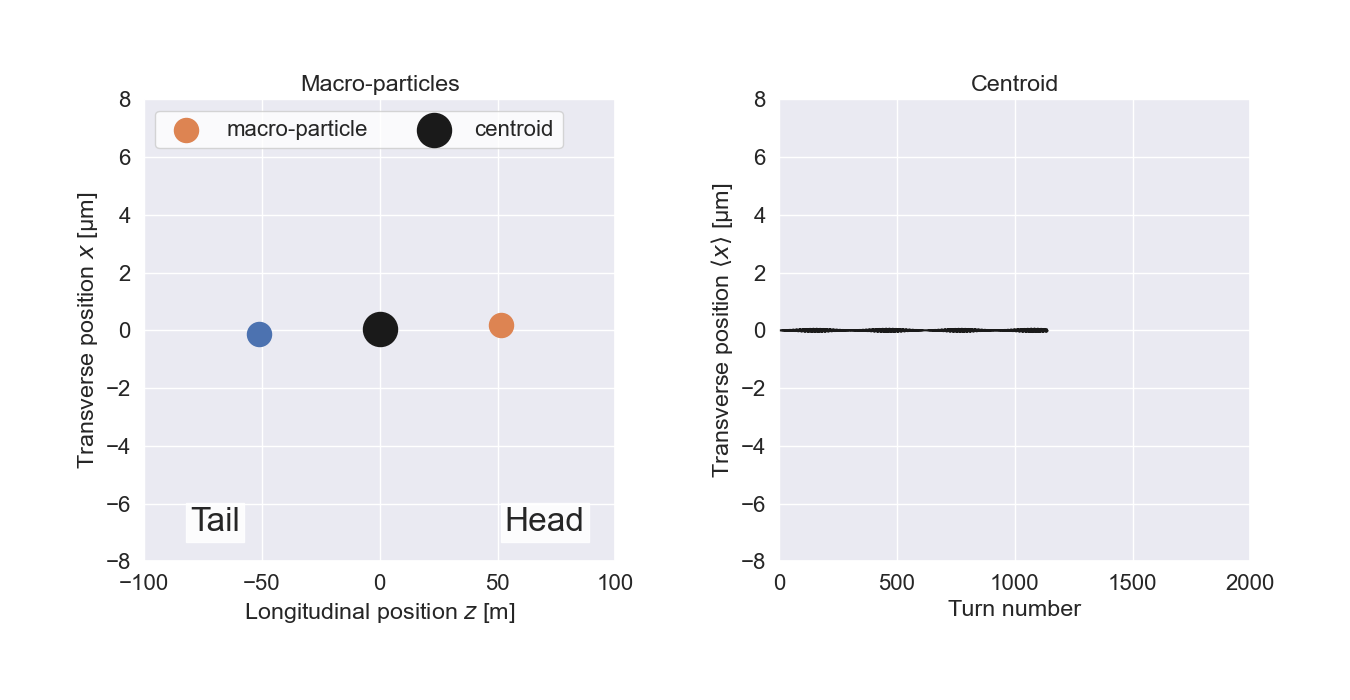 Macro-particles
8
macro-particle centroid
6
4
2
0
−2
−4
−6
−8
Transverse position x [μm]
Tail Head
−100 −50 0 50 100
Longitudinal position z [m]
Centroid
8
6
4
2
0
−2
−4
−6
−8
Transverse position ⟨x⟩ [μm]
0 500 1000 1500 2000
Turn number